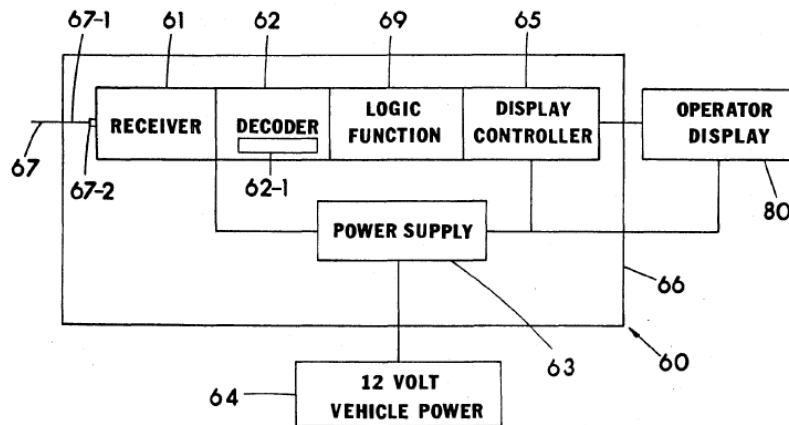 67-1
61
62
69
65
RECEIVER
DECODER
LOGIC
FUNCTION
DISPLAY
CONTROLLER
OPERATOR
DISPLAY
67
67-2
62-1
80
POWER SUPPLY
66
60
63
64
12 VOLT
VEHICLE POWER